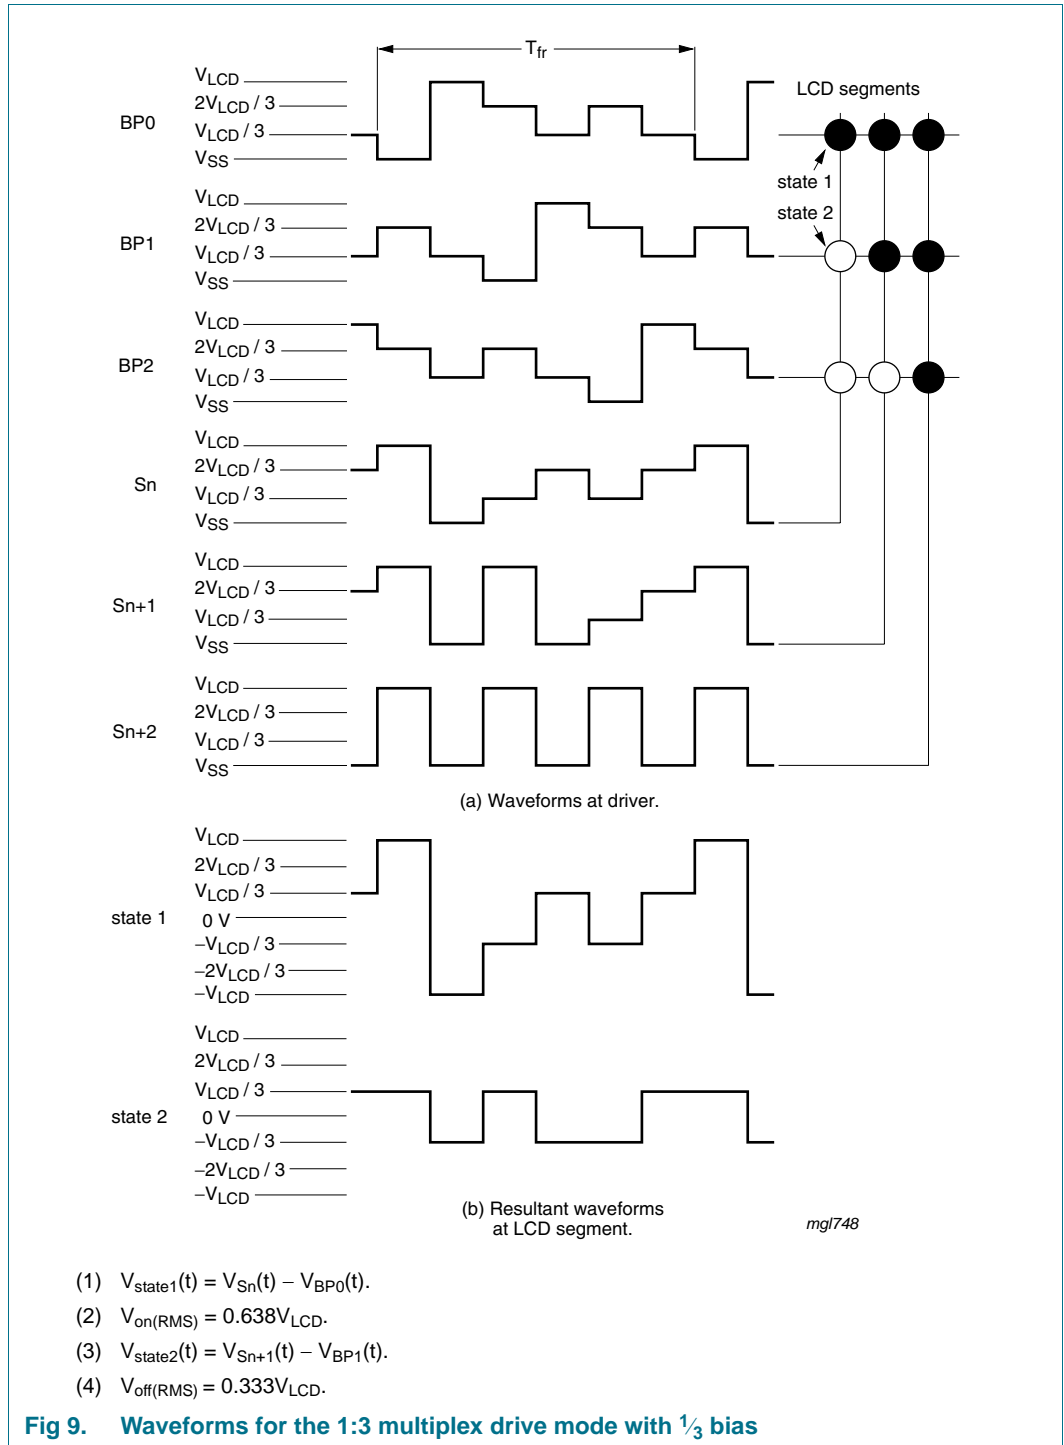 T_fr
BP0
V_LCD
2V_LCD / 3
V_LCD / 3
V_SS
LCD segments
state 1
state 2
BP1
V_LCD
2V_LCD / 3
V_LCD / 3
V_SS
BP2
V_LCD
2V_LCD / 3
V_LCD / 3
V_SS
Sn
V_LCD
2V_LCD / 3
V_LCD / 3
V_SS
Sn+1
V_LCD
2V_LCD / 3
V_LCD / 3
V_SS
Sn+2
V_LCD
2V_LCD / 3
V_LCD / 3
V_SS
(a) Waveforms at driver.
state 1
V_LCD
2V_LCD / 3
V_LCD / 3
0 V
−V_LCD / 3
−2V_LCD / 3
−V_LCD
state 2
V_LCD
2V_LCD / 3
V_LCD / 3
0 V
−V_LCD / 3
−2V_LCD / 3
−V_LCD
(b) Resultant waveforms
at LCD segment.
mgl748
(1) V_state1(t) = V_Sn(t) − V_BP0(t).
(2) V_on(RMS) = 0.638V_LCD.
(3) V_state2(t) = V_Sn+1(t) − V_BP1(t).
(4) V_off(RMS) = 0.333V_LCD.
Fig 9. Waveforms for the 1:3 multiplex drive mode with 1⁄3 bias